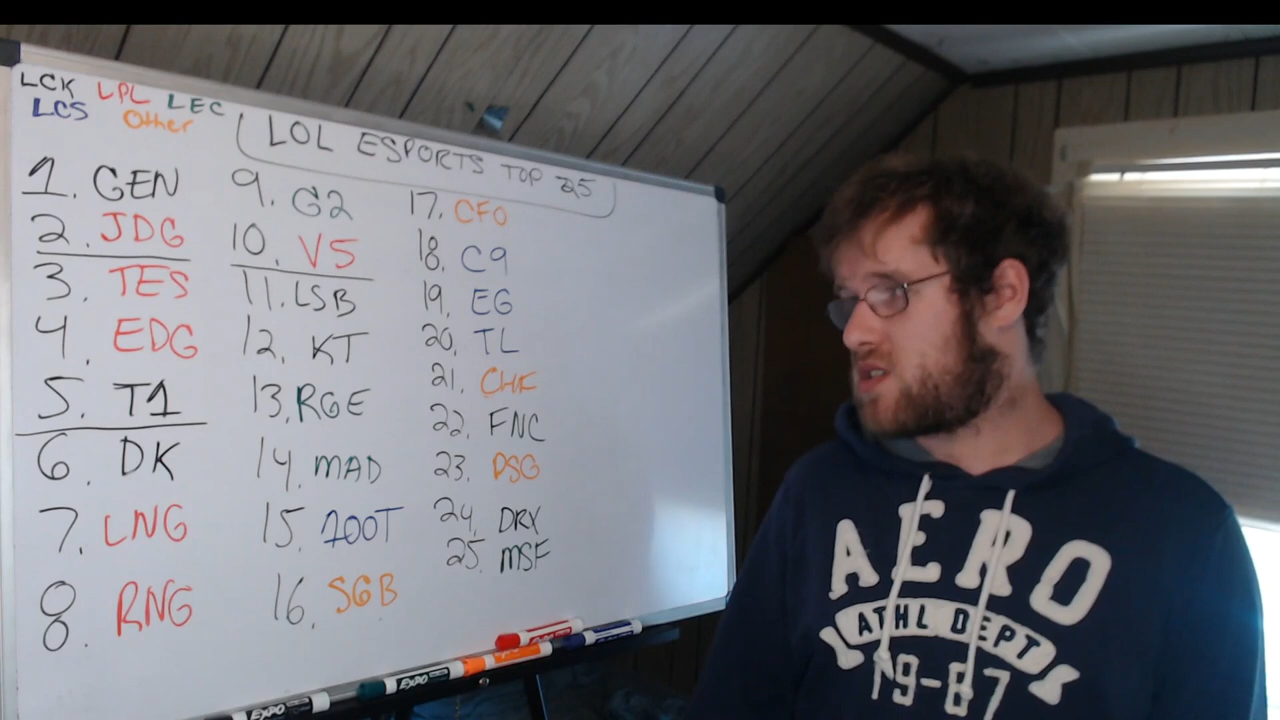 LCK LPL LEC
LCS Other
LOL ESPORTS TOP 25
1. GEN
2. JDG
3. TES
4. EDG
5. T1
6. DK
7. LNG
8. RNG
9. G2
10. V5
11. LSB
12. KT
13. RGE
14. MAD
15. 100T
16. SGB
17. CFO
18. C9
19. EG
20. TL
21. CHF
22. FNC
23. PSG
24. DRX
25. MSF
EXPO
EXPO
AERO
ATHL DEPT
19-87